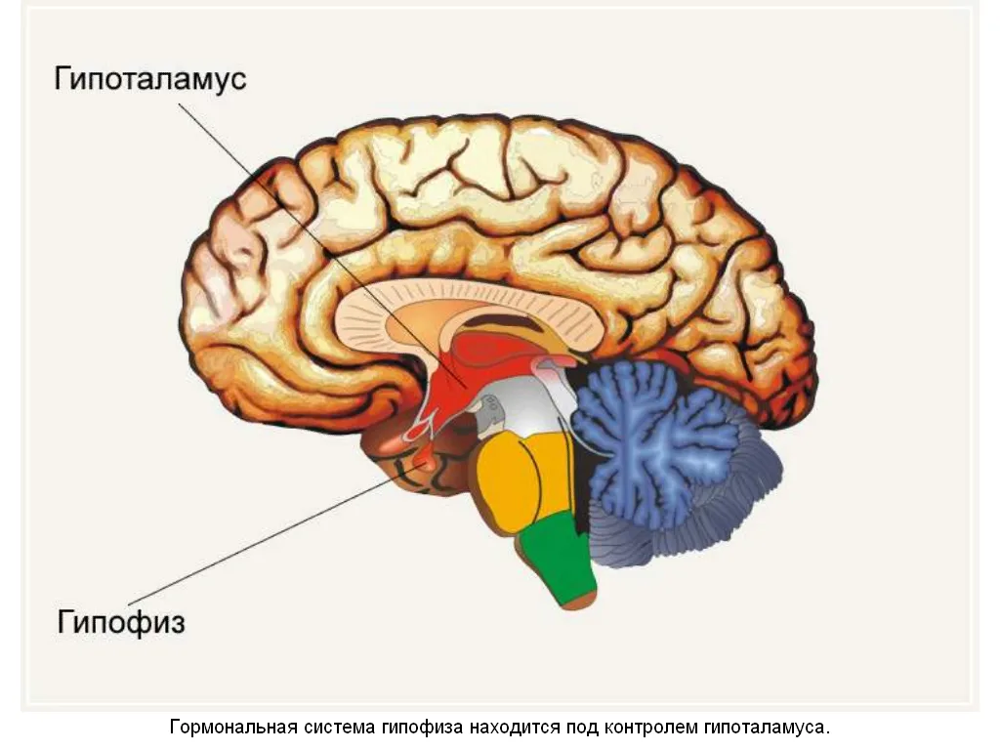 Гипоталамус
Гипофиз
Гормональная система гипофиза находится под контролем гипоталамуса.